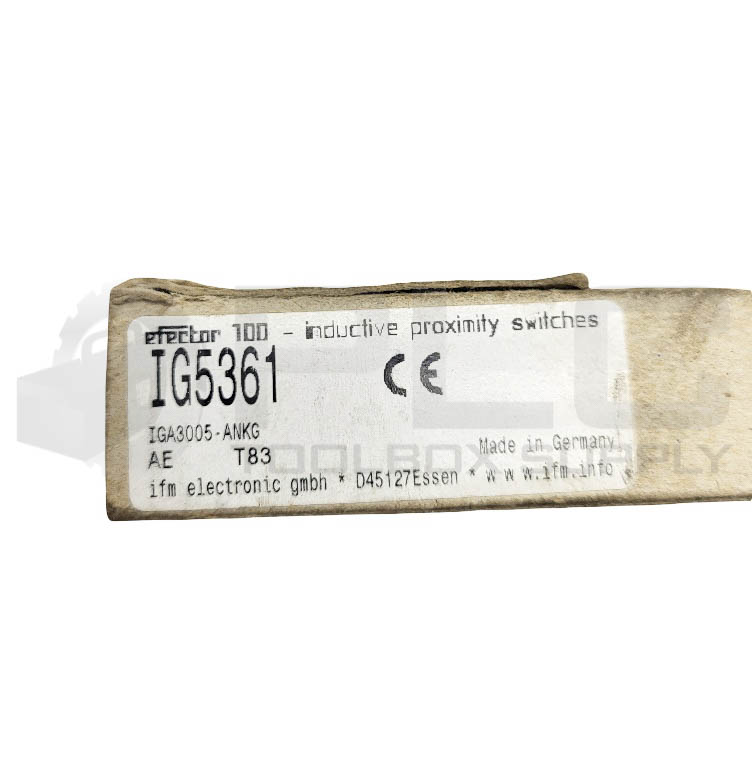 efector 100 - inductive proximity switches
IG5361
CE
IGA3005-ANKG
AE T83
Made in Germany
ifm electronic gmbh * D45127Essen * w w w.ifm.info
TOOLBOX SUPPLY